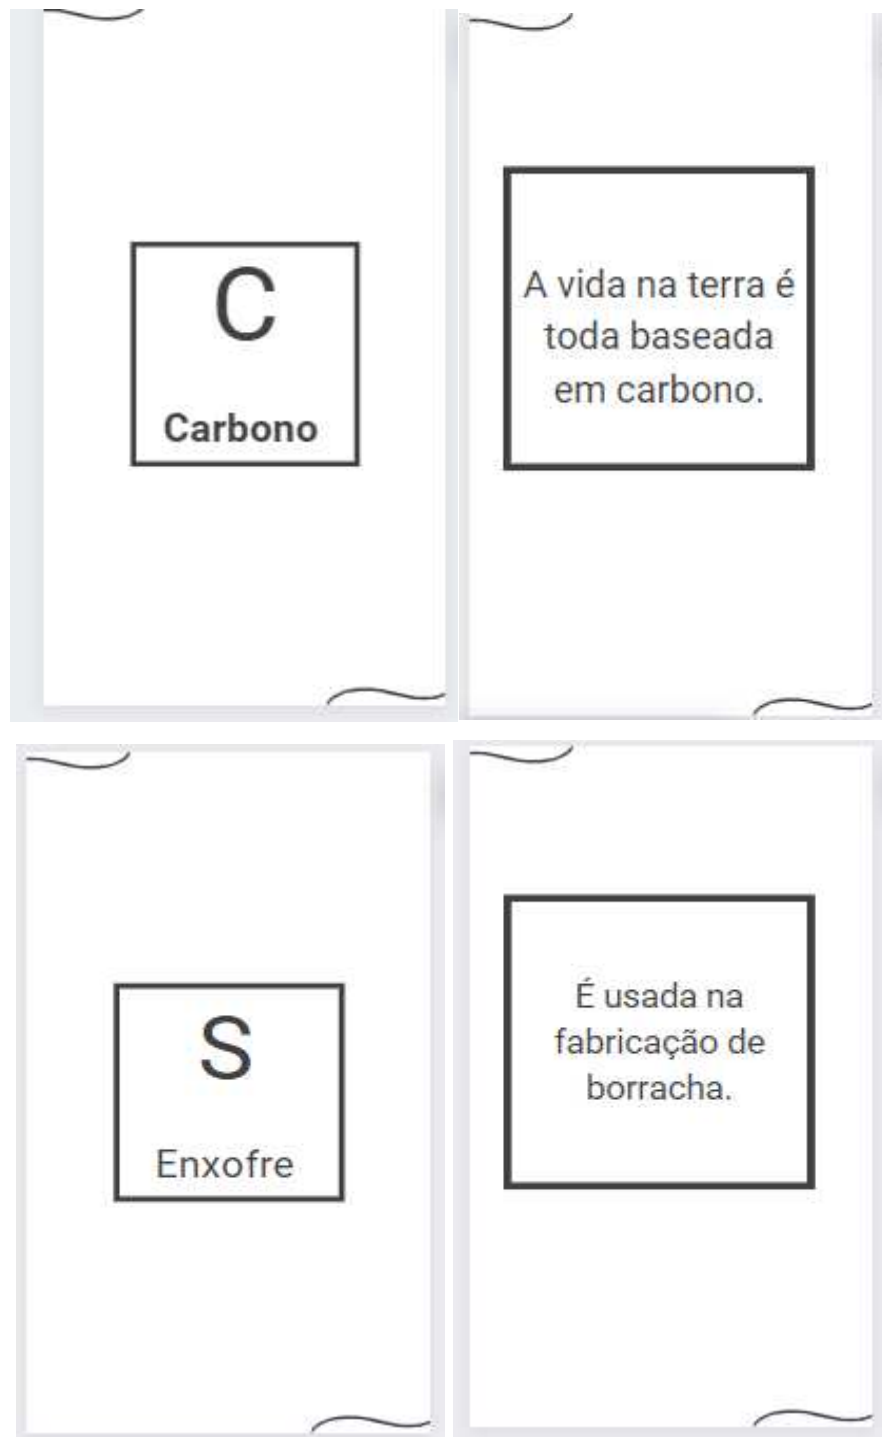 C
Carbono
A vida na terra é
toda baseada
em carbono.
S
Enxofre
É usada na
fabricação de
borracha.